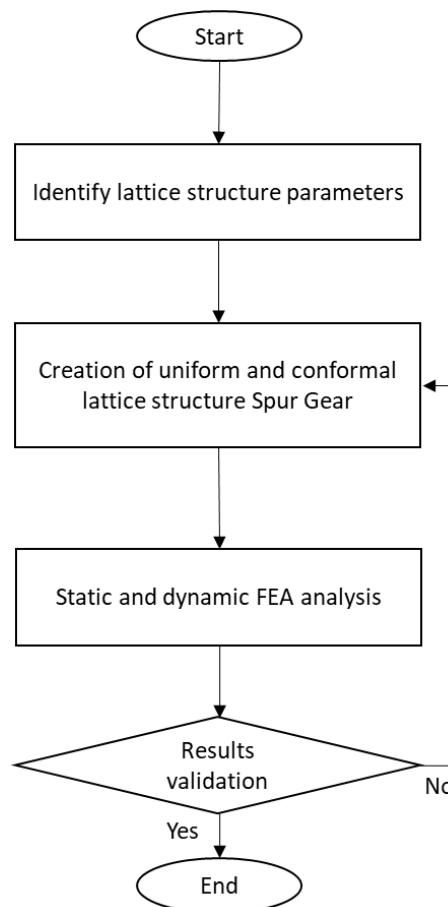 Start
Identify lattice structure parameters
Creation of uniform and conformal
lattice structure Spur Gear
Static and dynamic FEA analysis
Results
validation
No
Yes
End